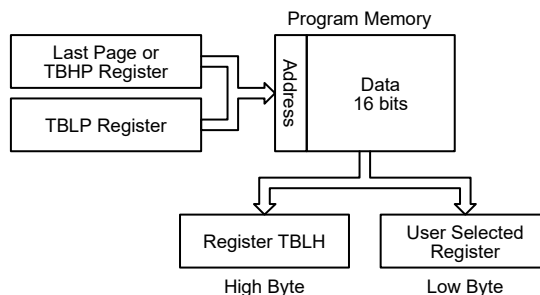 Program Memory
Last Page or
TBHP Register
TBLP Register
Address
Data
16 bits
Register TBLH
User Selected
Register
High Byte
Low Byte